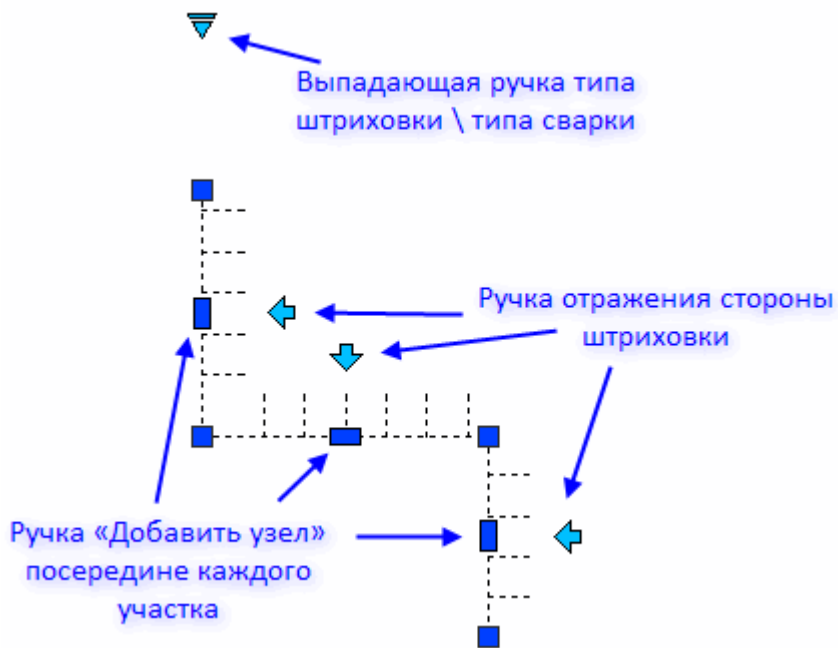 Выпадающая ручка типа
штриховки \ типа сварки
Ручка отражения стороны
штриховки
Ручка «Добавить узел»
посередине каждого
участка